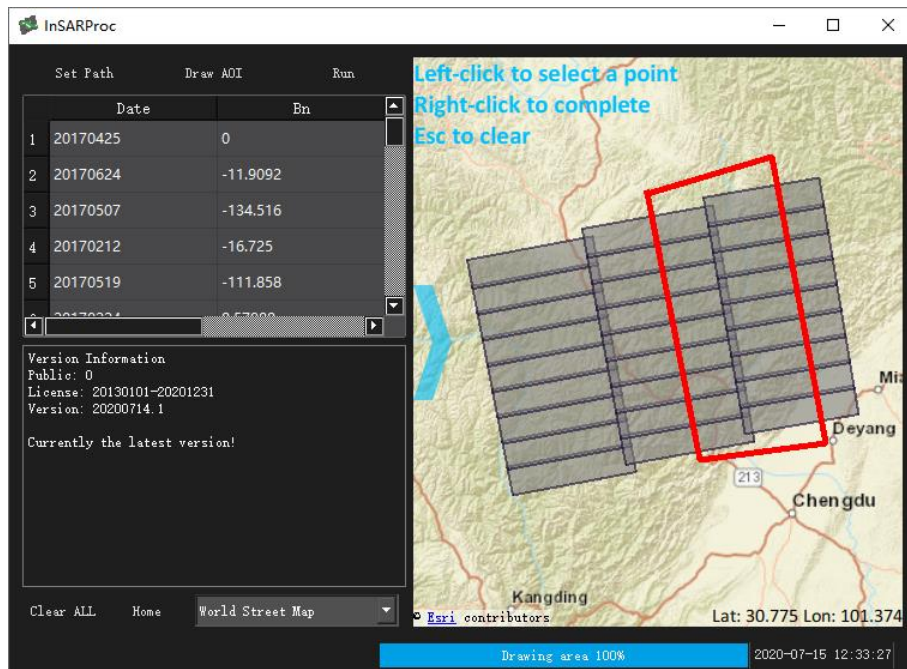 InSARProc
Set Path Draw AOI Run
Date Bn
1 20170425 0
2 20170624 -11.9092
3 20170507 -134.516
4 20170212 -16.725
5 20170519 -111.858
Version Information
Public: 0
License: 20130101-20201231
Version: 20200714.1
Currently the latest version!
Clear ALL Home World Street Map
Left-click to select a point
Right-click to complete
Esc to clear
Deyang
213
Chengdu
Kangding
© Esri contributors
Lat: 30.775 Lon: 101.374
Drawing area 100%
2020-07-15 12:33:27